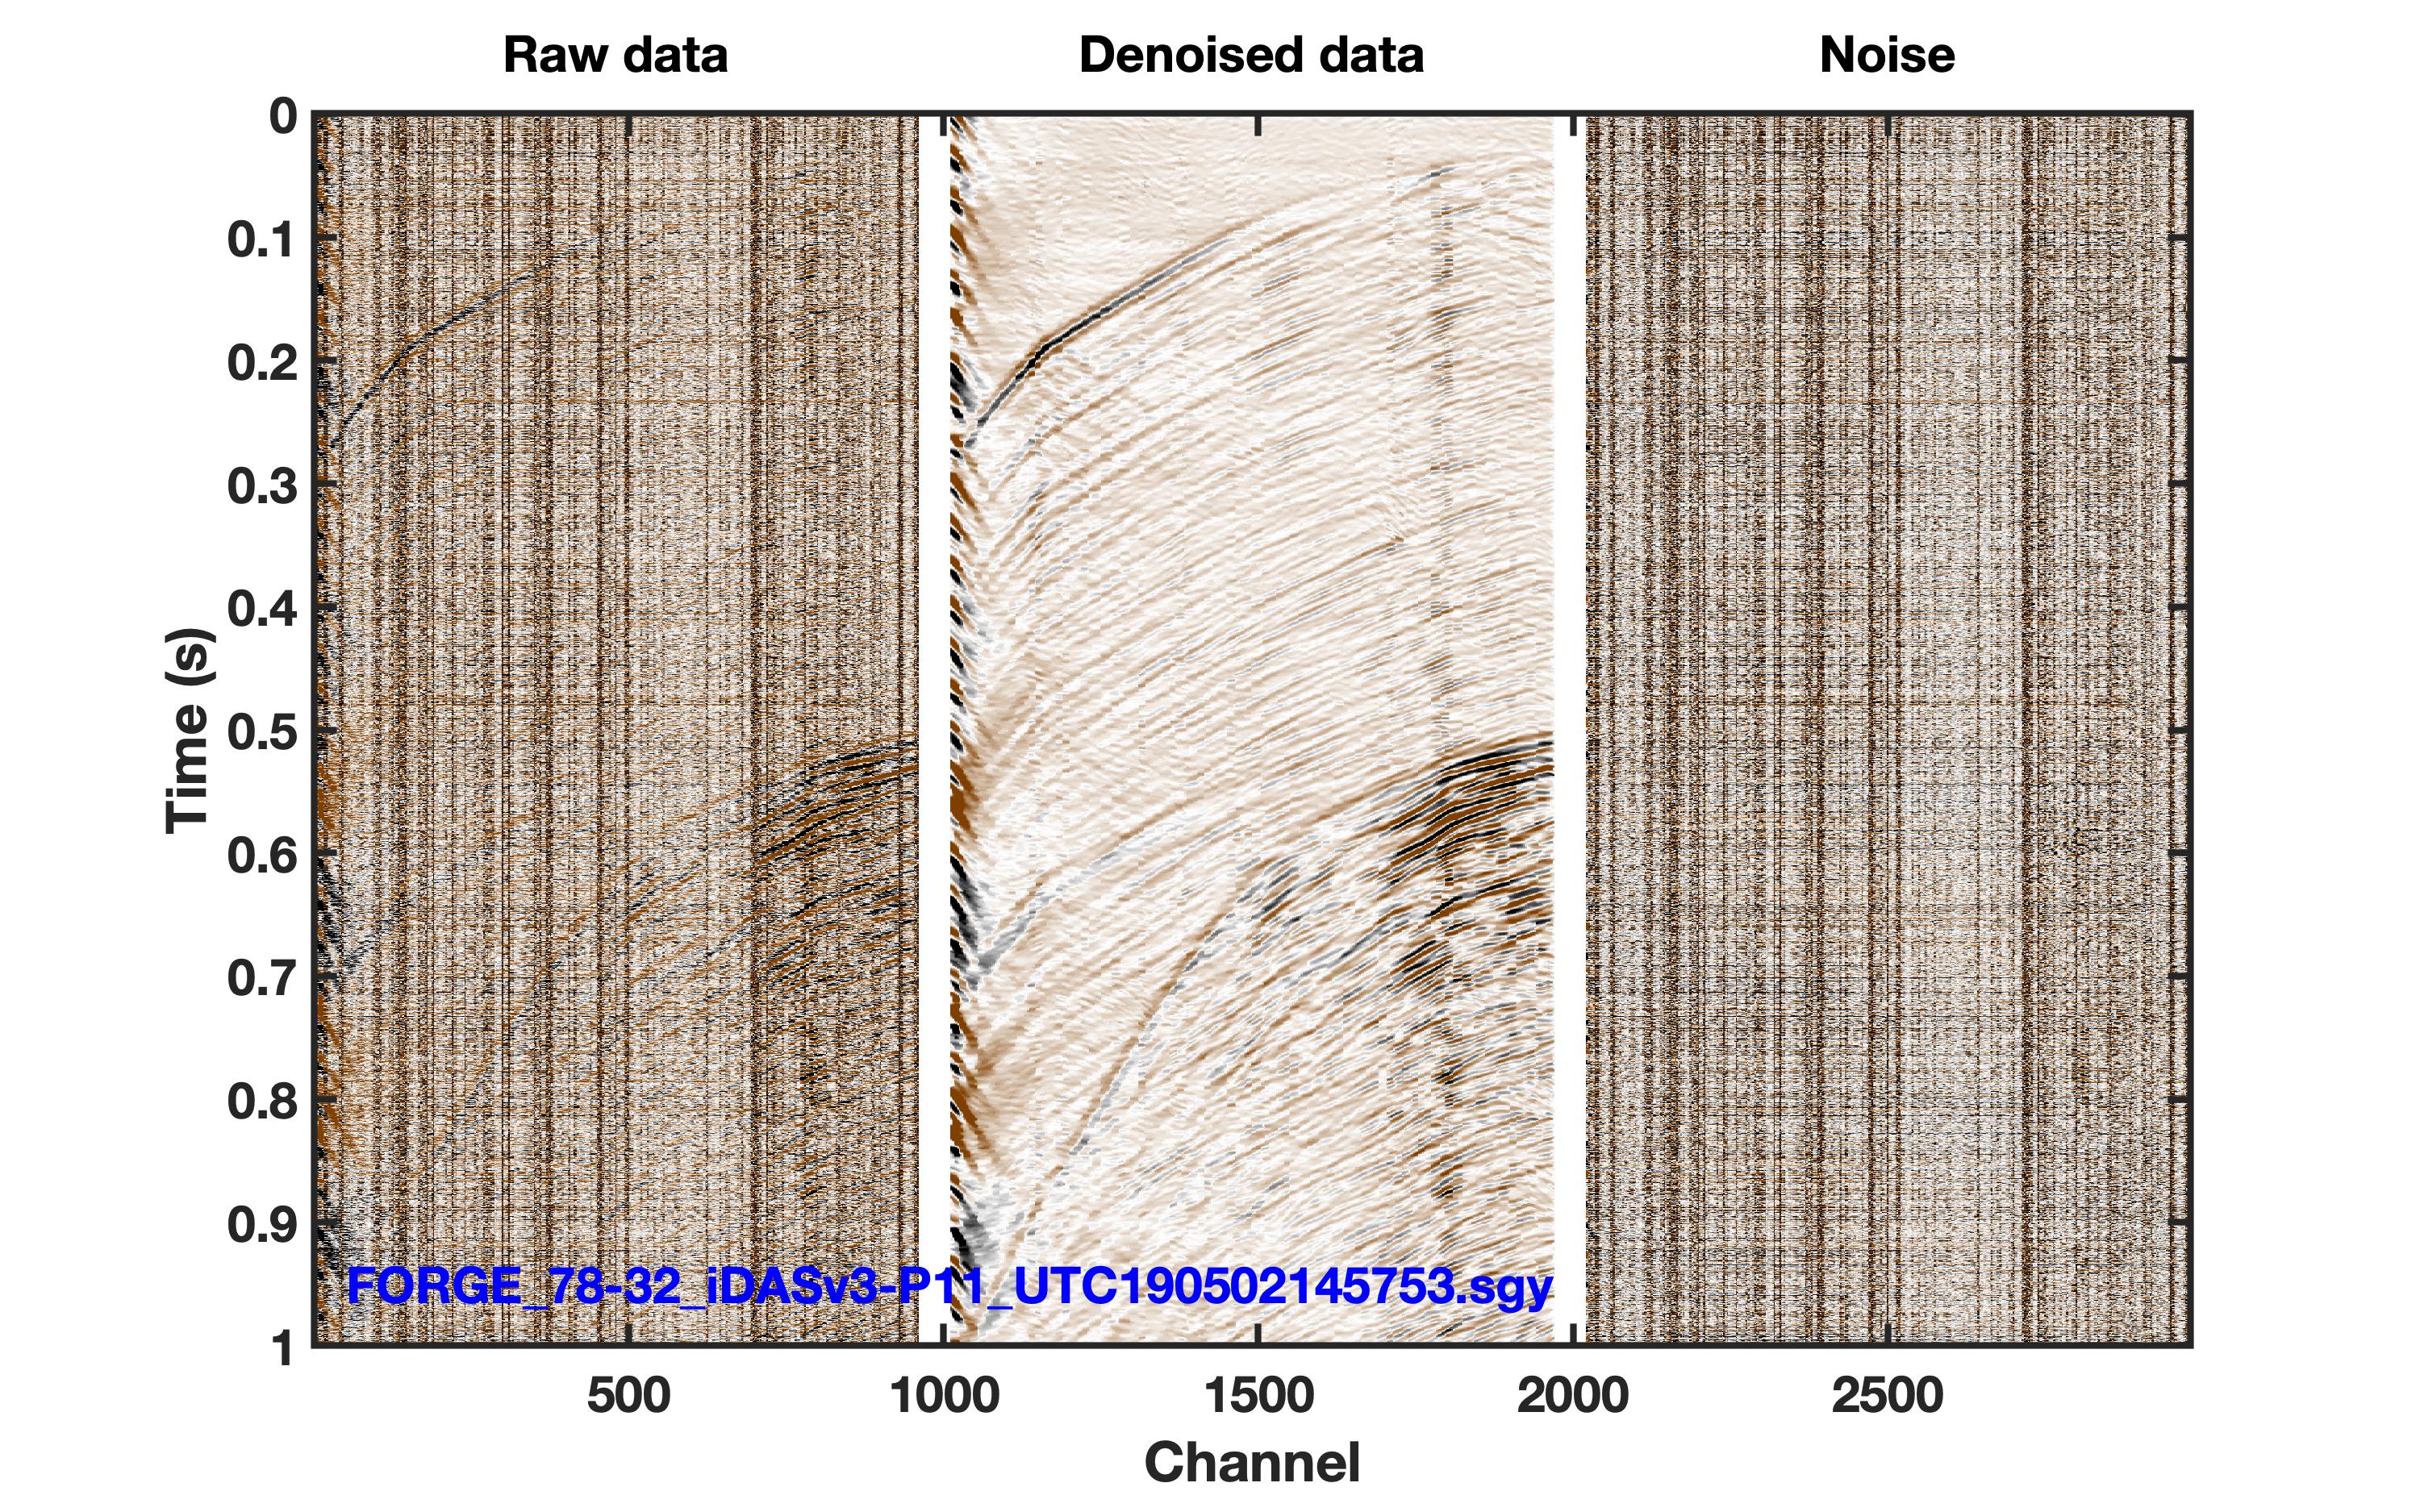 Raw data
Denoised data
Noise
0
0.1
0.2
0.3
0.4
0.5
0.6
0.7
0.8
0.9
1
Time (s)
FORGE_78-32_iDASv3-P11_UTC190502145753.sgy
500
1000
1500
2000
2500
Channel